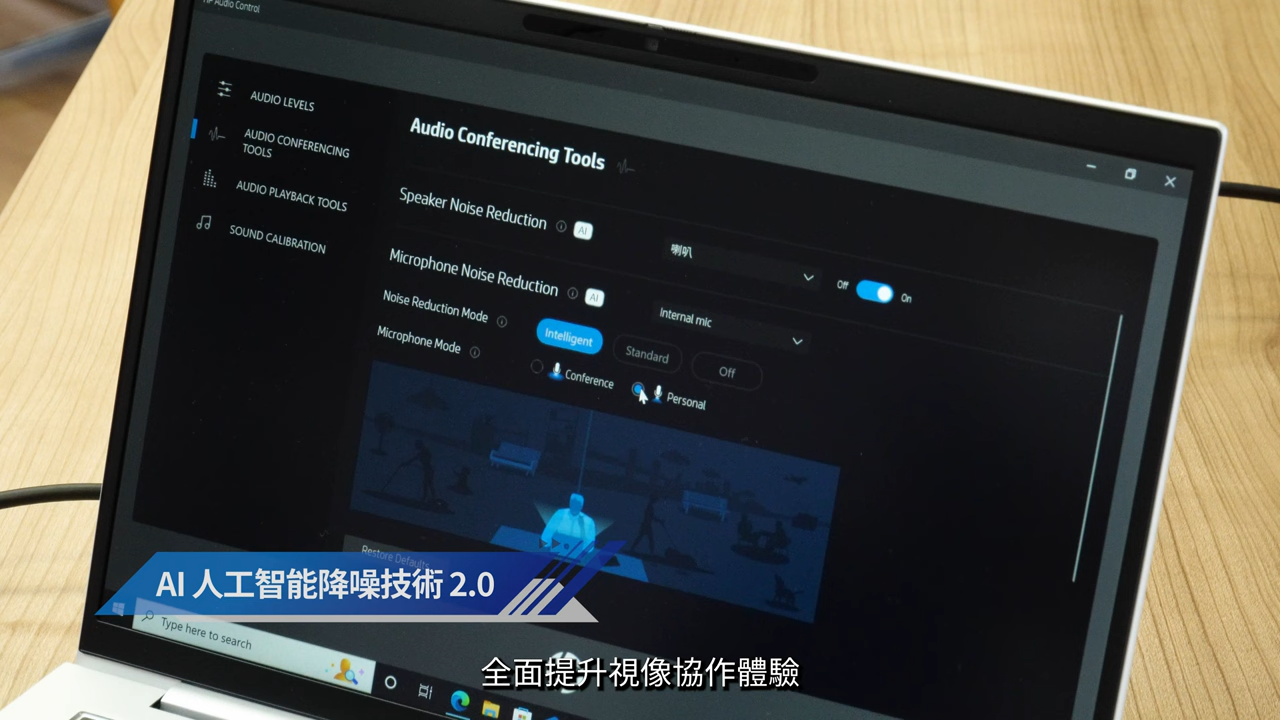 HP Audio Control
AUDIO LEVELS
AUDIO CONFERENCING
TOOLS
AUDIO PLAYBACK TOOLS
SOUND CALIBRATION
Audio Conferencing Tools
Speaker Noise Reduction
AI
喇叭
Off
On
Microphone Noise Reduction
AI
Internal mic
Noise Reduction Mode
Intelligent
Standard
Off
Microphone Mode
Conference
Personal
Restore Defaults
AI 人工智能降噪技術 2.0
Type here to search
全面提升視像協作體驗